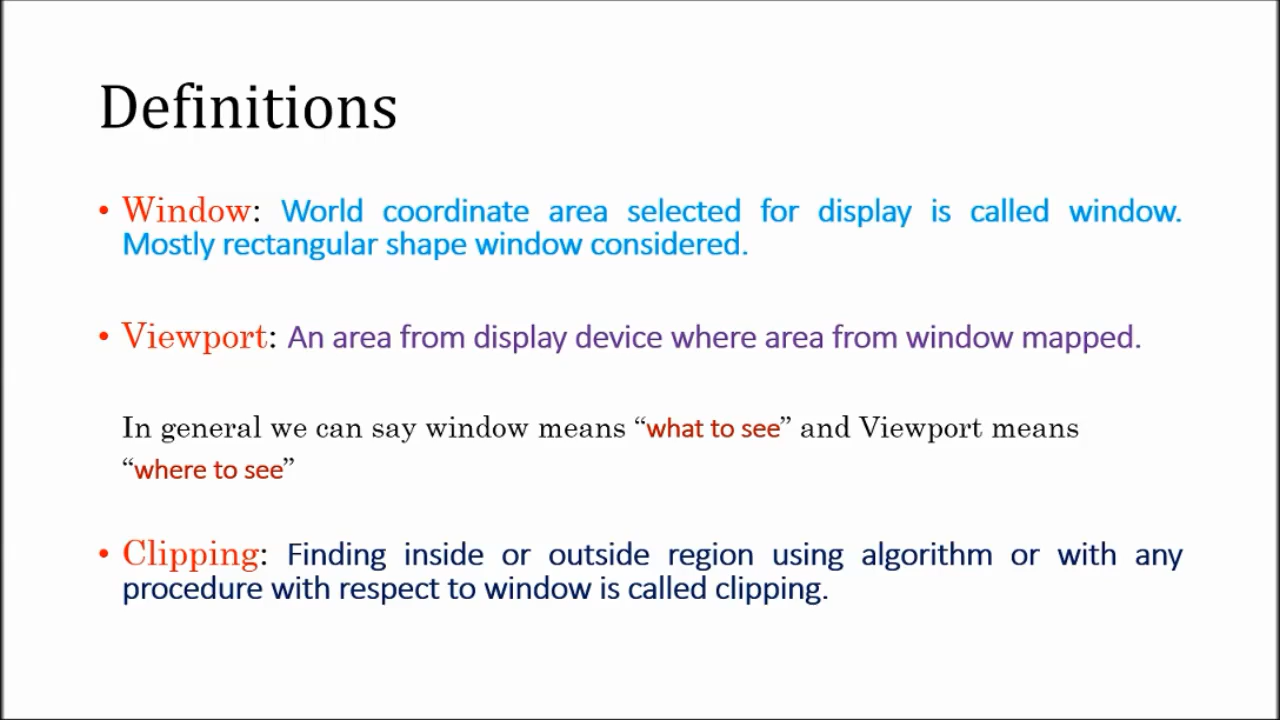 Definitions
• Window: World coordinate area selected for display is called window.
Mostly rectangular shape window considered.
• Viewport: An area from display device where area from window mapped.
In general we can say window means “what to see” and Viewport means
“where to see”
• Clipping: Finding inside or outside region using algorithm or with any
procedure with respect to window is called clipping.